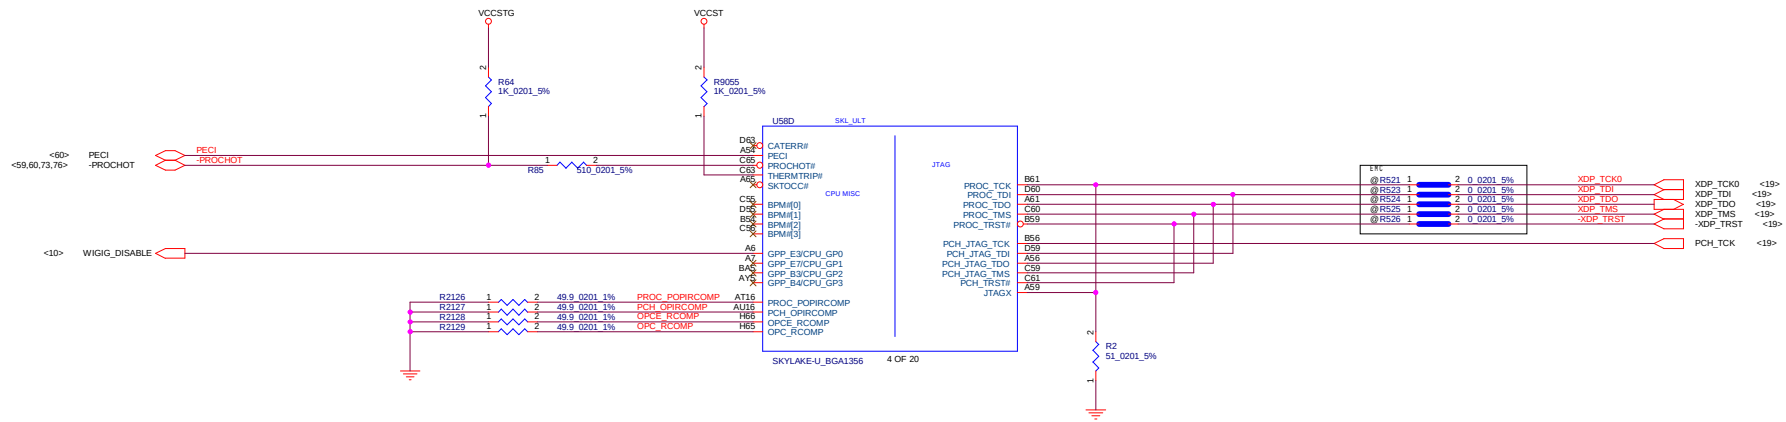 VCCSTG
VCCST
2
R64
1K_0201_5%
1
2
R9055
1K_0201_5%
1
U58D
SKL_ULT
<60> PECI
PECI
<59,60,73,76> -PROCHOT
-PROCHOT
1 2
R85 510_0201_5%
D63 CATERR#
A54 PECI
C65 PROCHOT#
C63 THERMTRIP#
A65 SKTOCC#
CPU MISC
JTAG
C55 BPM#[0]
D55 BPM#[1]
B54 BPM#[2]
C56 BPM#[3]
<10> WIGIG_DISABLE
A6 GPP_E3/CPU_GP0
A7 GPP_E7/CPU_GP1
BA5 GPP_B3/CPU_GP2
AY5 GPP_B4/CPU_GP3
R2126 1 2 49.9_0201_1% PROC_POPIRCOMP AT16 PROC_POPIRCOMP
R2127 1 2 49.9_0201_1% PCH_OPIRCOMP AU16 PCH_OPIRCOMP
R2128 1 2 49.9_0201_1% OPCE_RCOMP H66 OPCE_RCOMP
R2129 1 2 49.9_0201_1% OPC_RCOMP H65 OPC_RCOMP
SKYLAKE-U_BGA1356
4 OF 20
PROC_TCK B61
PROC_TDI D60
PROC_TDO A61
PROC_TMS C60
PROC_TRST# B59
PCH_JTAG_TCK B56
PCH_JTAG_TDI D59
PCH_JTAG_TDO A56
PCH_JTAG_TMS C59
PCH_TRST# C61
JTAGX A59
EMC
@R521 1 2 0_0201_5% XDP_TCK0 XDP_TCK0 <19>
@R523 1 2 0_0201_5% XDP_TDI XDP_TDI <19>
@R524 1 2 0_0201_5% XDP_TDO XDP_TDO <19>
@R525 1 2 0_0201_5% XDP_TMS XDP_TMS <19>
@R526 1 2 0_0201_5% -XDP_TRST -XDP_TRST <19>
PCH_TCK <19>
2
R2
51_0201_5%
1